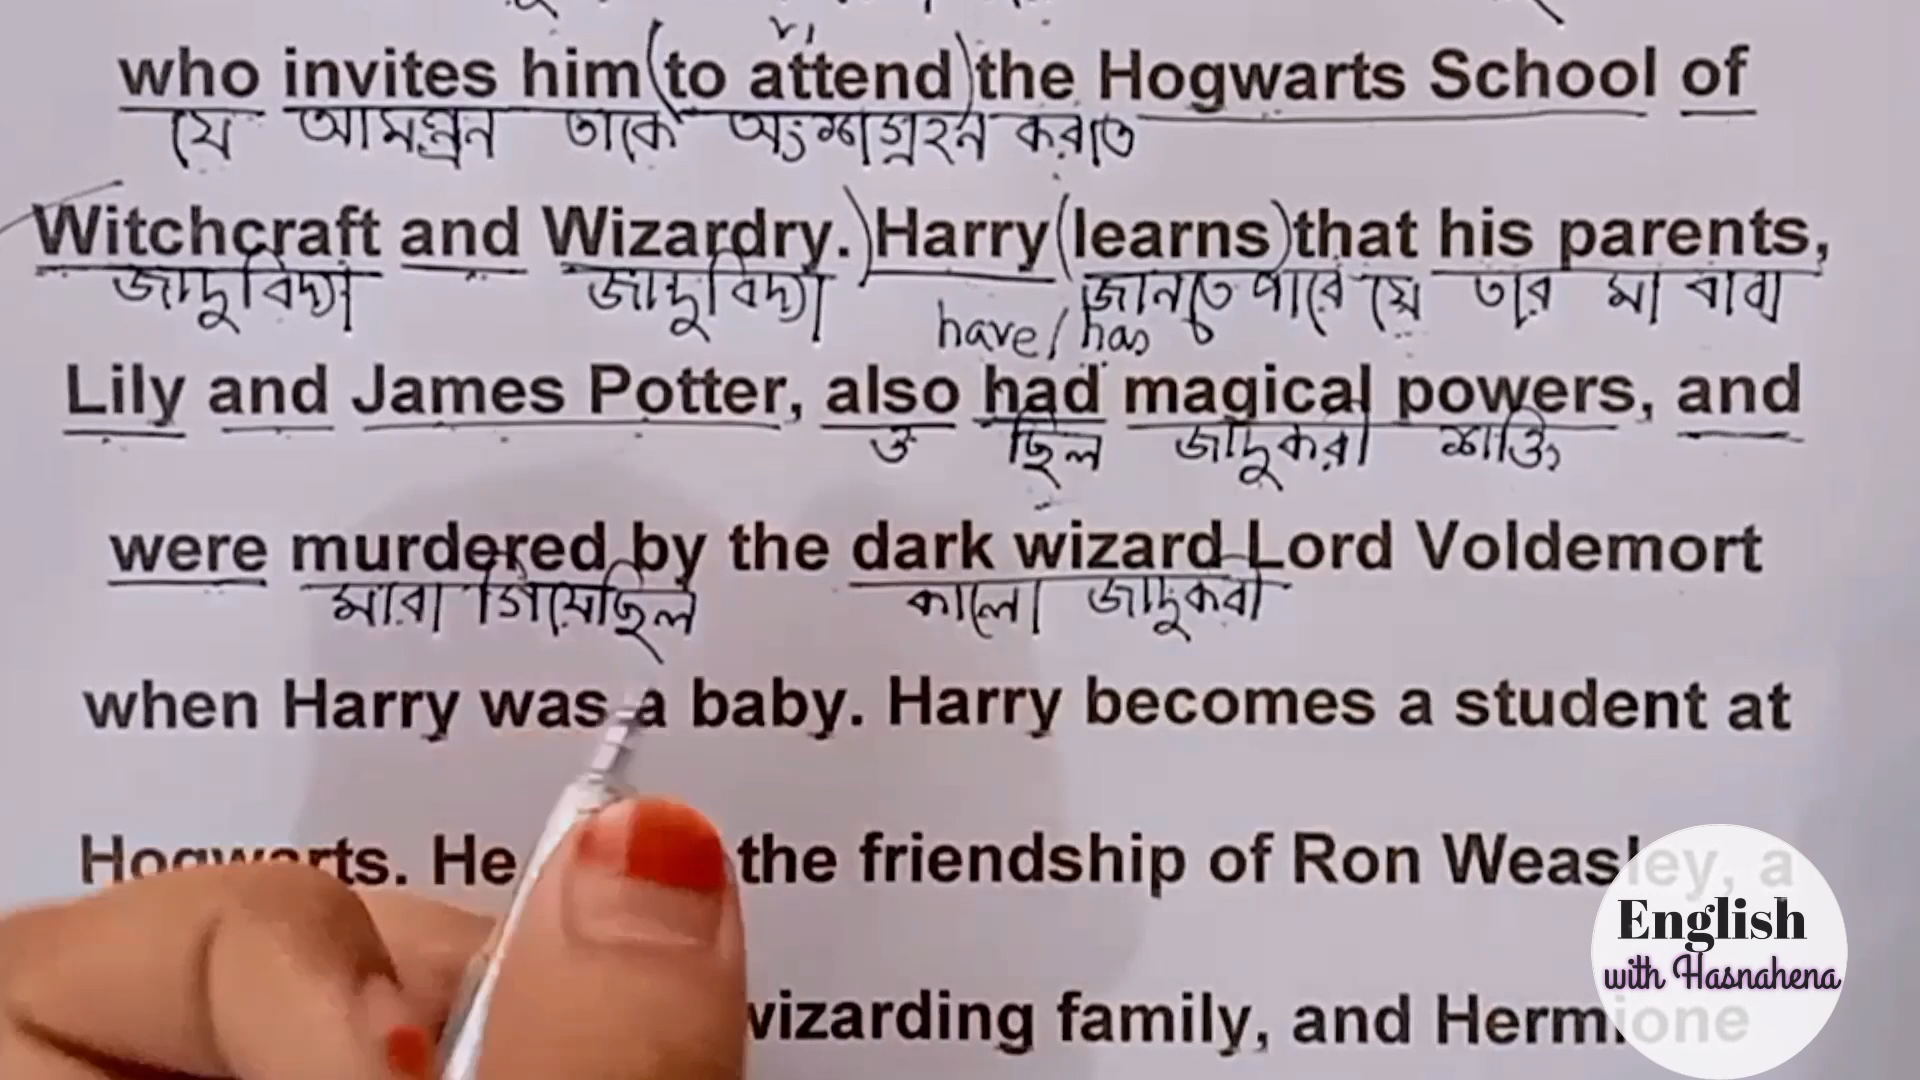 who invites him (to attend) the Hogwarts School of
যে আমন্ত্রন তাকে অংশগ্রহন করতে
Witchcraft and Wizardry.) Harry (learns) that his parents,
জাদুবিদ্যা জাদুবিদ্যা জানতে পারে যে তার মা বাবা
have/has
Lily and James Potter, also had magical powers, and
ও ছিল জাদুকরী শক্তি
were murdered by the dark wizard Lord Voldemort
মারা গিয়েছিল কালো জাদুকরী
when Harry was a baby. Harry becomes a student at
Hogwarts. He the friendship of Ron Weasley, a
wizarding family, and Hermione
English
with Hasnahena